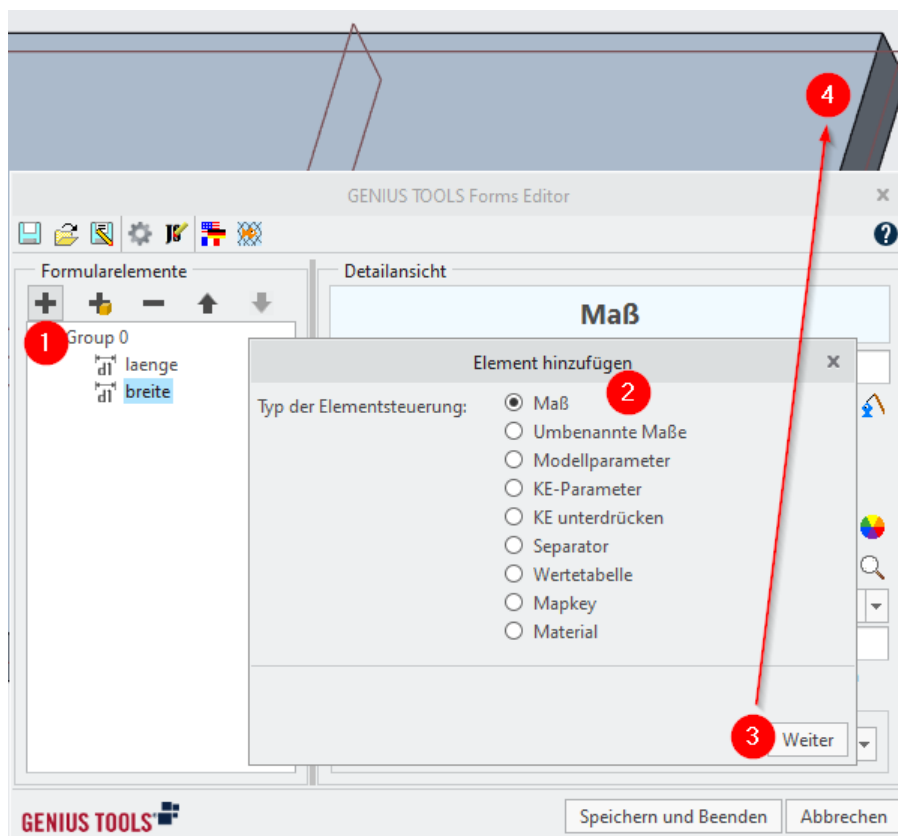 4
GENIUS TOOLS Forms Editor
Formularelemente
Detailansicht
Maß
1
Group 0
laenge
breite
Element hinzufügen
2
Typ der Elementsteuerung:
Maß
Umbenannte Maße
Modellparameter
KE-Parameter
KE unterdrücken
Separator
Wertetabelle
Mapkey
Material
3
Weiter
GENIUS TOOLS
Speichern und Beenden
Abbrechen